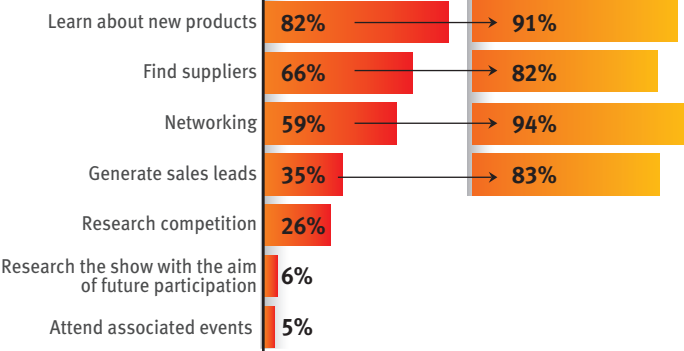 Learn about new products 82% 91%
Find suppliers 66% 82%
Networking 59% 94%
Generate sales leads 35% 83%
Research competition 26%
Research the show with the aim
of future participation 6%
Attend associated events 5%